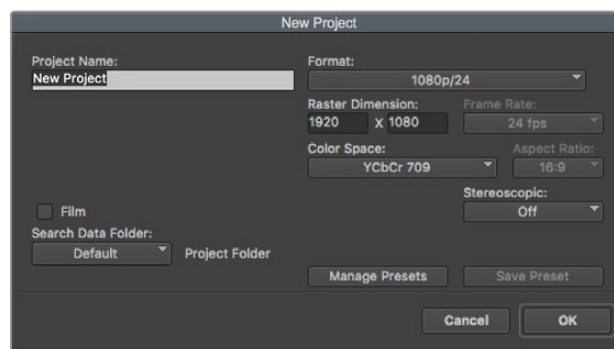 New Project
Project Name:
New Project
Format:
1080p/24
Raster Dimension:
1920 x 1080
Frame Rate:
24 fps
Color Space:
YCbCr 709
Aspect Ratio:
16:9
Stereoscopic:
Off
Film
Search Data Folder:
Default
Project Folder
Manage Presets
Save Preset
Cancel
OK